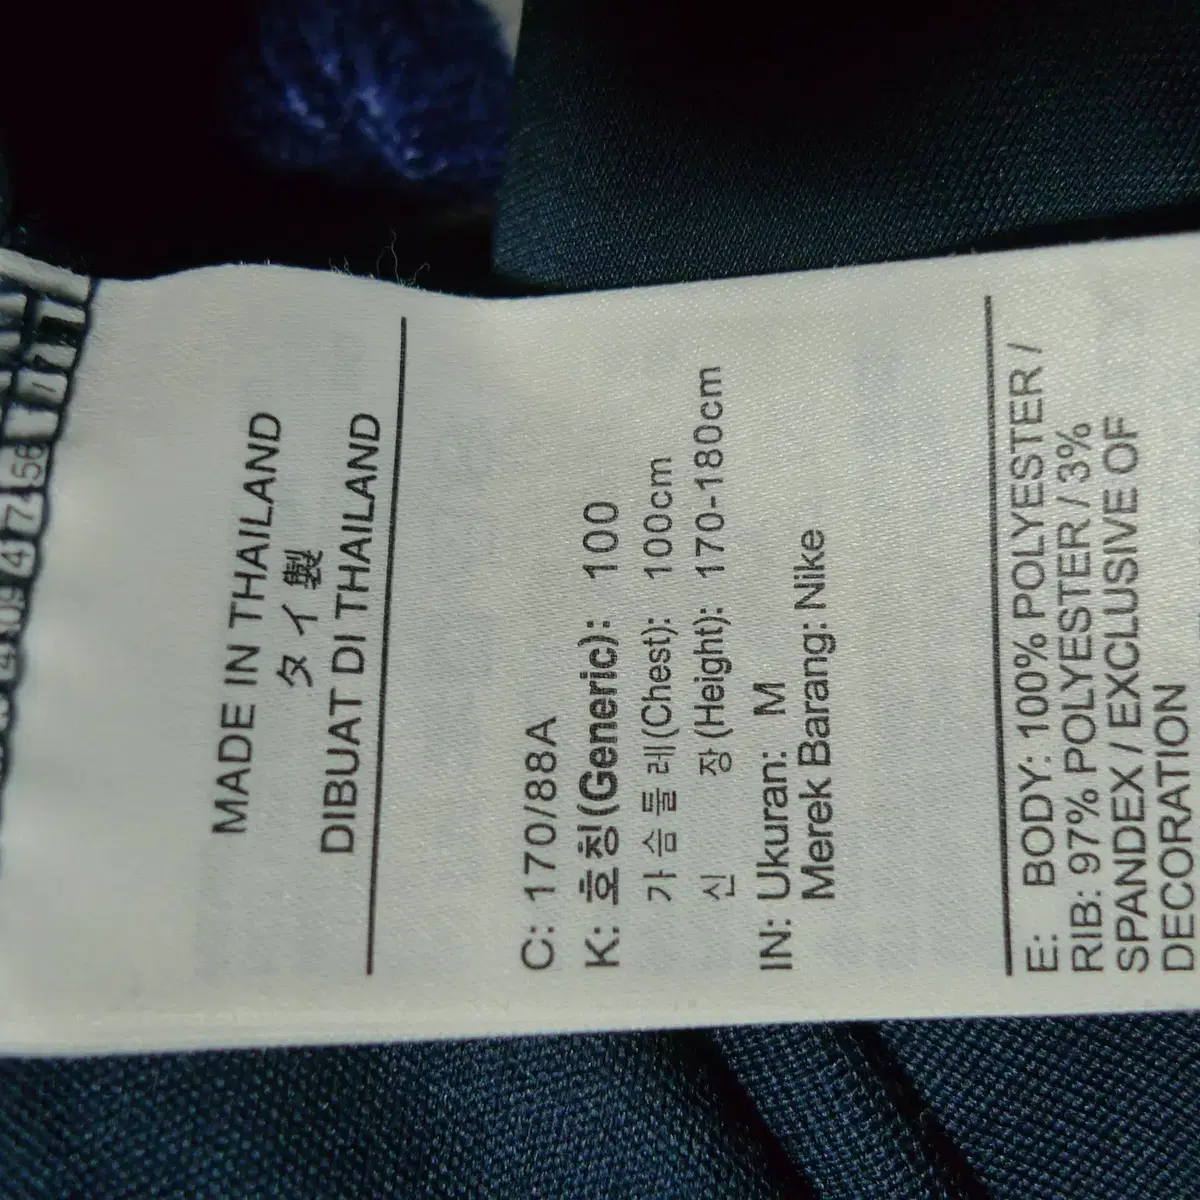 MADE IN THAILAND
タイ製
DIBUAT DI THAILAND
C: 170/88A
K: 호칭(Generic): 100
가슴둘레(Chest): 100cm
신 장(Height): 170-180cm
IN: Ukuran: M
Merek Barang: Nike
E: BODY: 100% POLYESTER /
RIB: 97% POLYESTER / 3%
SPANDEX / EXCLUSIVE OF
DECORATION